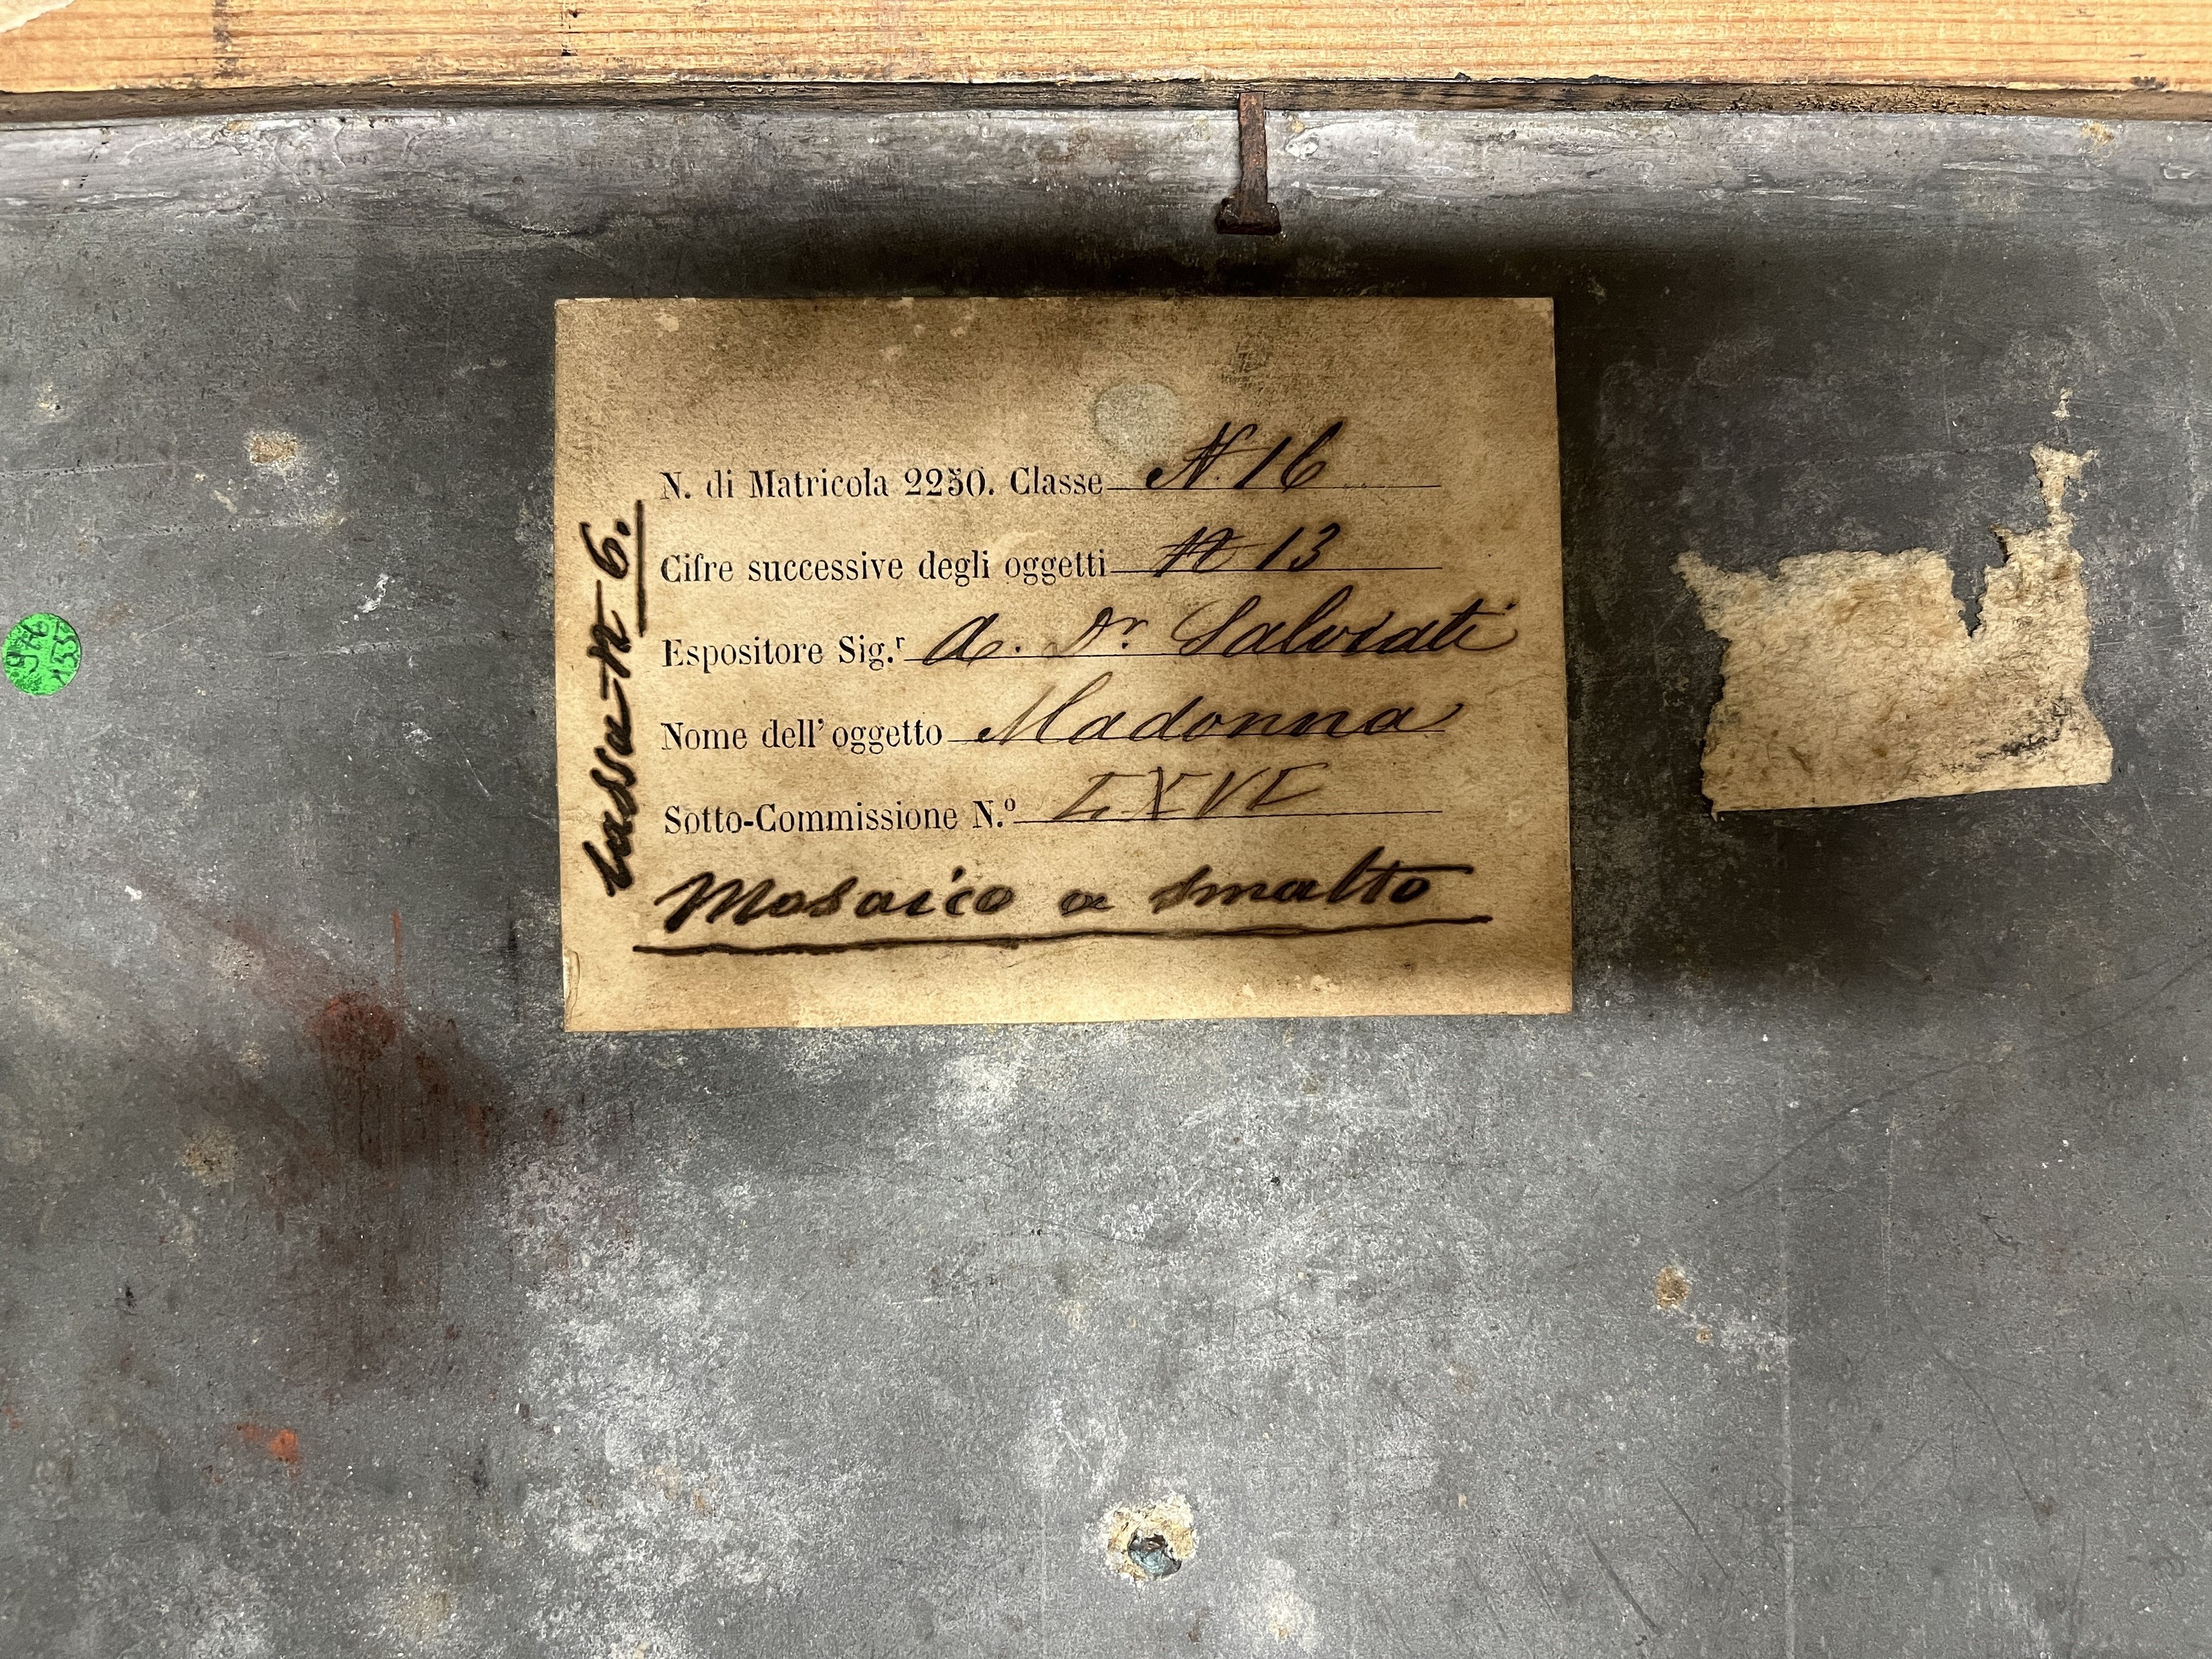 N. di Matricola 2250. Classe N. 16
Cifre successive degli oggetti N 13
Espositore Sig.r A. Dr. Salviati
Nome dell'oggetto Madonna
Sotto-Commissione N.o LXVI
Mosaico a smalto
Cassa N 6.